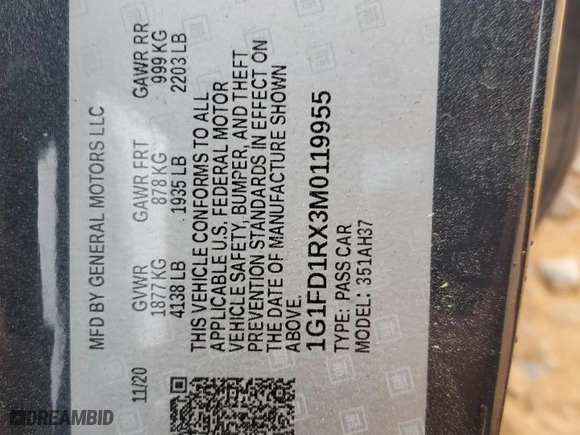 MFD BY GENERAL MOTORS LLC
11/20 GVWR GAWR FRT GAWR RR
1877 KG 878 KG 999 KG
4138 LB 1935 LB 2203 LB
THIS VEHICLE CONFORMS TO ALL
APPLICABLE U.S. FEDERAL MOTOR
VEHICLE SAFETY, BUMPER, AND THEFT
PREVENTION STANDARDS IN EFFECT ON
THE DATE OF MANUFACTURE SHOWN
ABOVE.
1G1FD1RX3M0119955
TYPE: PASS CAR
MODEL: 351AH37
GM
DREAMBID